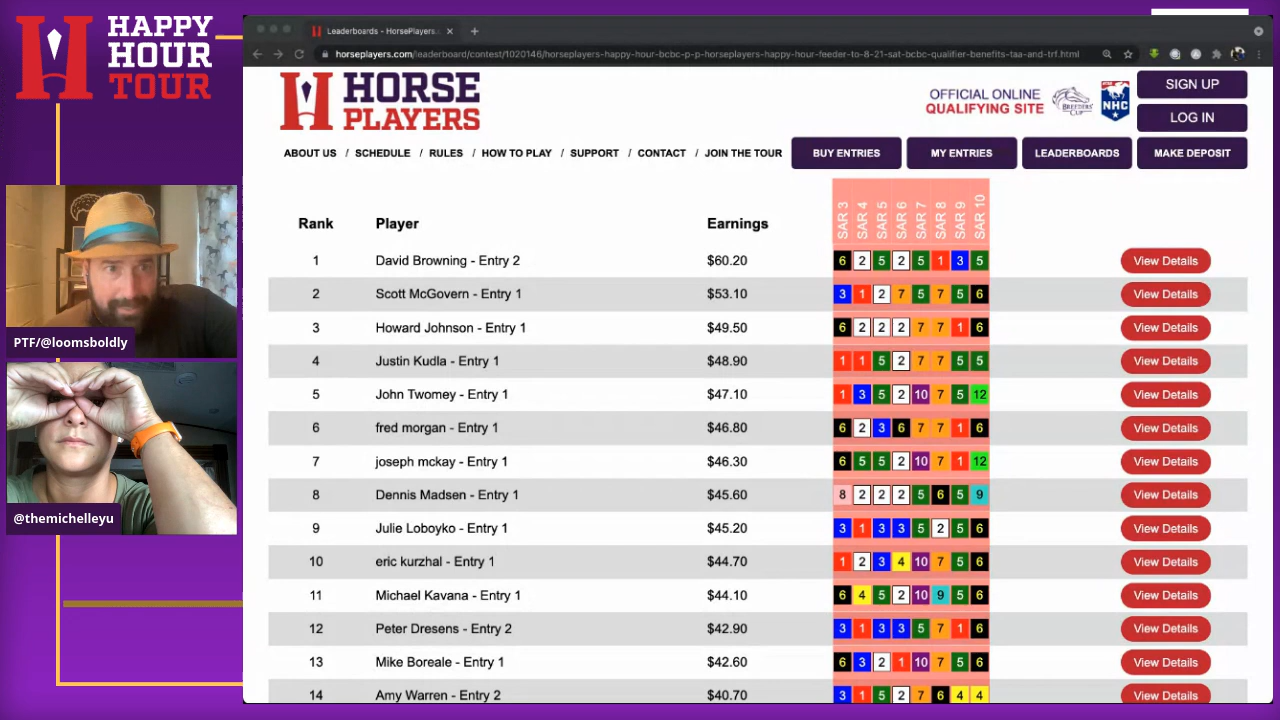 HAPPY
HOUR
TOUR
PTF/@loomsboldly
@themichelleyu
Leaderboards - HorsePlayers.
horseplayers.com/leaderboard/contest/1020146/horseplayers-happy-hour-bcbc-p-p-horseplayers-happy-hour-feeder-to-8-21-sat-bcbc-qualifier-benefits-taa-and-trf.html
HORSE
PLAYERS
OFFICIAL ONLINE
QUALIFYING SITE
NHC
SIGN UP
LOG IN
ABOUT US / SCHEDULE / RULES / HOW TO PLAY / SUPPORT / CONTACT / JOIN THE TOUR
BUY ENTRIES MY ENTRIES LEADERBOARDS MAKE DEPOSIT
Rank Player Earnings SAR 3 SAR 4 SAR 5 SAR 6 SAR 7 SAR 8 SAR 9 SAR 10
1 David Browning - Entry 2 $60.20 6 2 5 2 5 1 3 5 View Details
2 Scott McGovern - Entry 1 $53.10 3 1 2 7 5 7 5 6 View Details
3 Howard Johnson - Entry 1 $49.50 6 2 2 2 7 7 1 6 View Details
4 Justin Kudla - Entry 1 $48.90 1 1 5 2 7 7 5 5 View Details
5 John Twomey - Entry 1 $47.10 1 3 5 2 10 7 5 12 View Details
6 fred morgan - Entry 1 $46.80 6 2 3 6 7 7 1 6 View Details
7 joseph mckay - Entry 1 $46.30 6 5 5 2 10 7 1 12 View Details
8 Dennis Madsen - Entry 1 $45.60 8 2 2 2 5 6 5 9 View Details
9 Julie Loboyko - Entry 1 $45.20 3 1 3 3 5 2 5 6 View Details
10 eric kurzhal - Entry 1 $44.70 1 2 3 4 10 7 5 6 View Details
11 Michael Kavana - Entry 1 $44.10 6 4 5 2 10 9 5 6 View Details
12 Peter Dresens - Entry 2 $42.90 3 1 3 3 5 7 1 6 View Details
13 Mike Boreale - Entry 1 $42.60 6 3 2 1 10 7 5 6 View Details
14 Amy Warren - Entry 2 $40.70 3 1 5 2 7 6 4 4 View Details